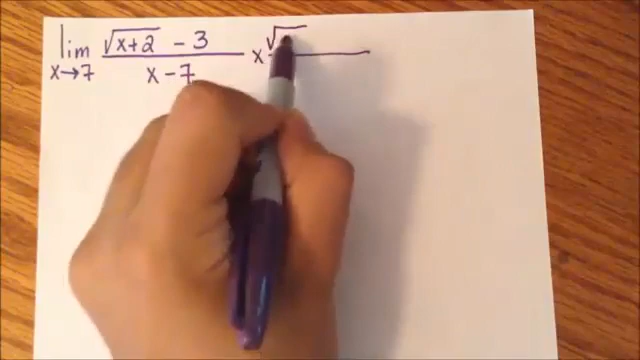 lim √x+2 - 3 x √
x→7 x-7